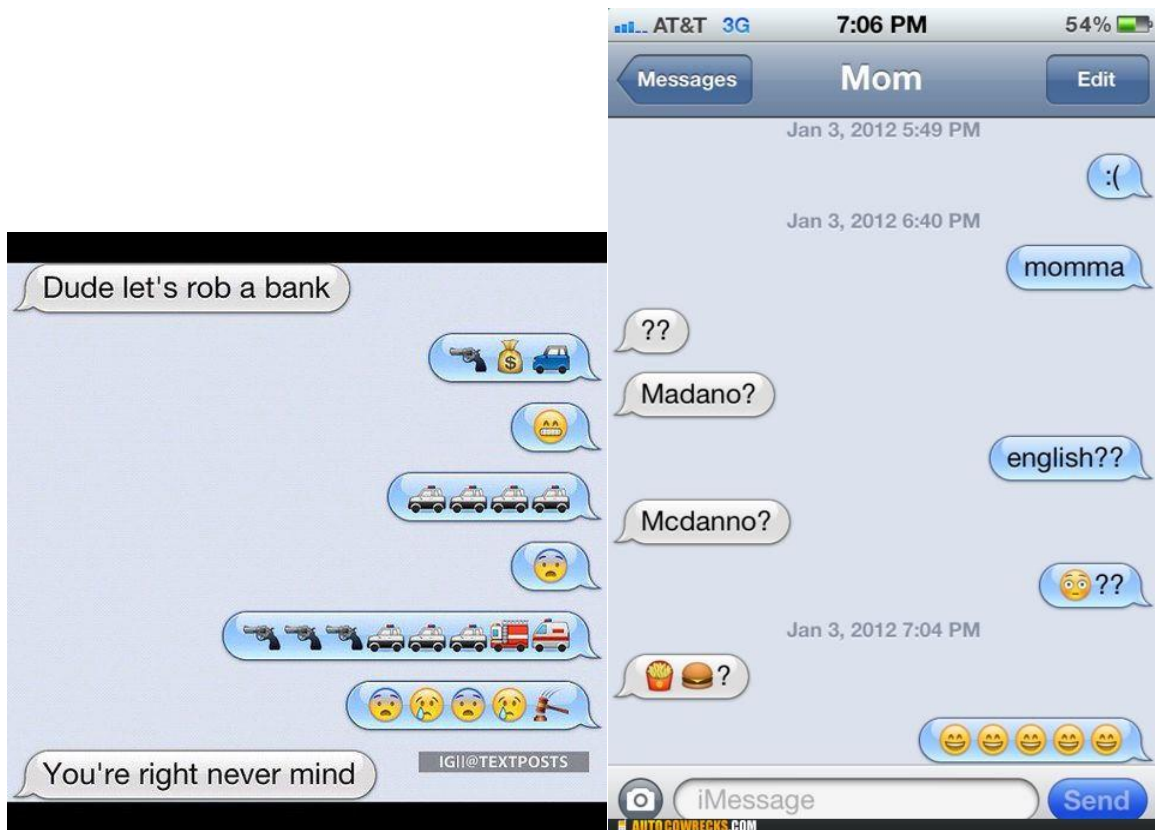 Dude let's rob a bank
🔫💰🚙
😁
🚓🚓🚓🚓
😨
🔫🔫🔫🚓🚓🚓🚒🚑
😨😢😨😢🔨
IG||@TEXTPOSTS
You're right never mind
AT&T 3G 7:06 PM 54%
Messages Mom Edit
Jan 3, 2012 5:49 PM
:(
Jan 3, 2012 6:40 PM
momma
??
Madano?
english??
Mcdanno?
😳??
Jan 3, 2012 7:04 PM
🍟🍔?
😄😄😄😄😄
iMessage Send
AUTOCOWRECKS.COM